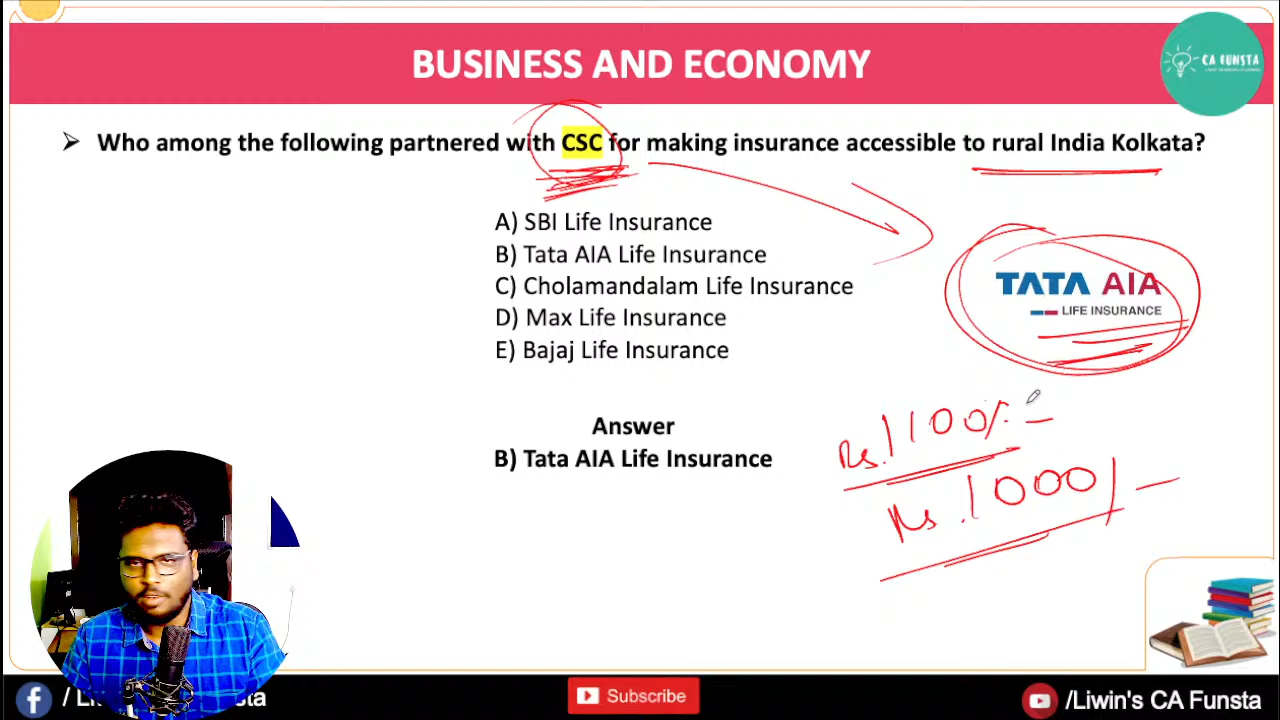 BUSINESS AND ECONOMY
CA FUNSTA
➢ Who among the following partnered with CSC for making insurance accessible to rural India Kolkata?
A) SBI Life Insurance
B) Tata AIA Life Insurance
C) Cholamandalam Life Insurance
D) Max Life Insurance
E) Bajaj Life Insurance
TATA AIA
LIFE INSURANCE
Answer
B) Tata AIA Life Insurance
Rs. 1100/-
Rs. 1000/-
Subscribe
/Liwin's CA Funsta